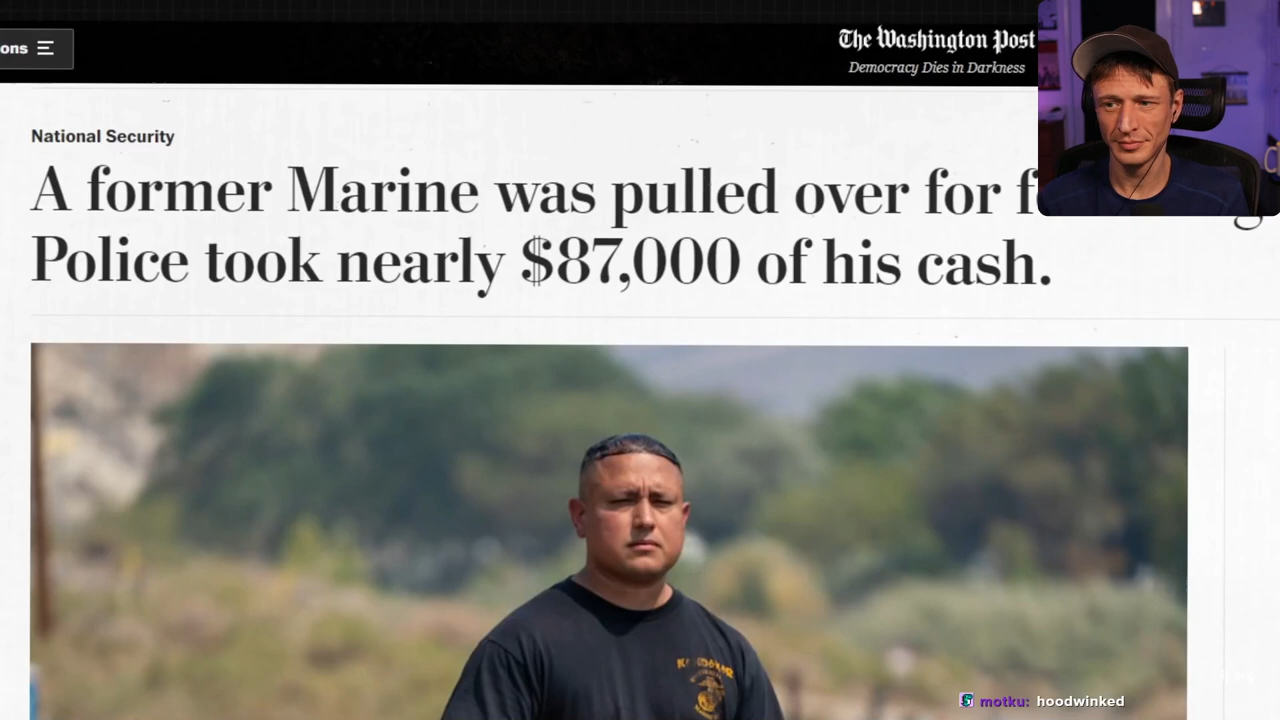 ons
The Washington Post
Democracy Dies in Darkness
National Security
A former Marine was pulled over for
Police took nearly $87,000 of his cash.
motku: hoodwinked